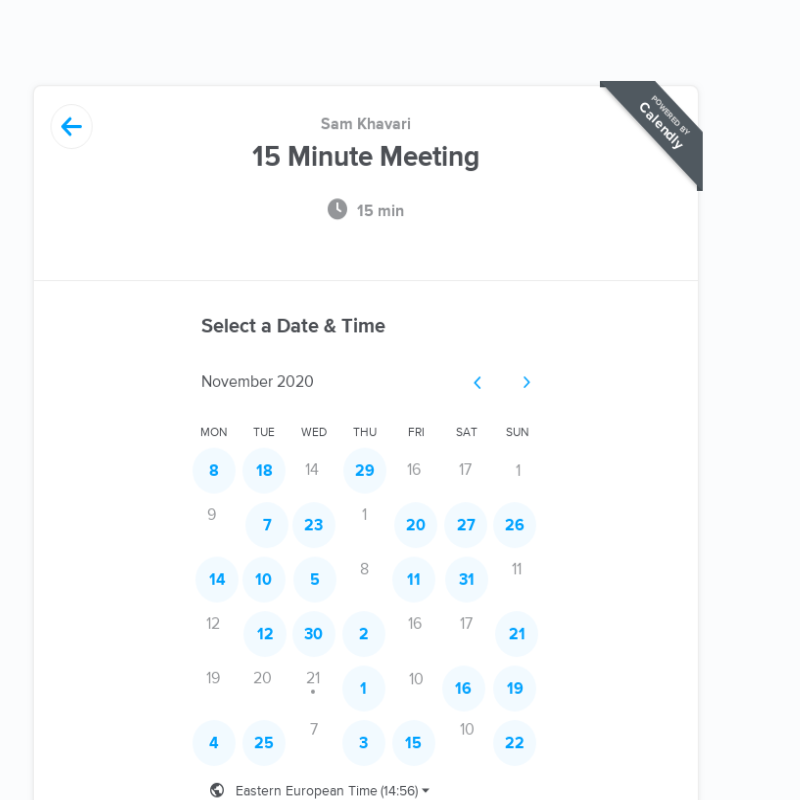 POWERED BY
Calendly
Sam Khavari
15 Minute Meeting
15 min
Select a Date & Time
November 2020
MON TUE WED THU FRI SAT SUN
8 18 14 29 16 17 1
9 7 23 1 20 27 26
14 10 5 8 11 31 11
12 12 30 2 16 17 21
19 20 21 1 10 16 19
4 25 7 3 15 10 22
Eastern European Time (14:56)